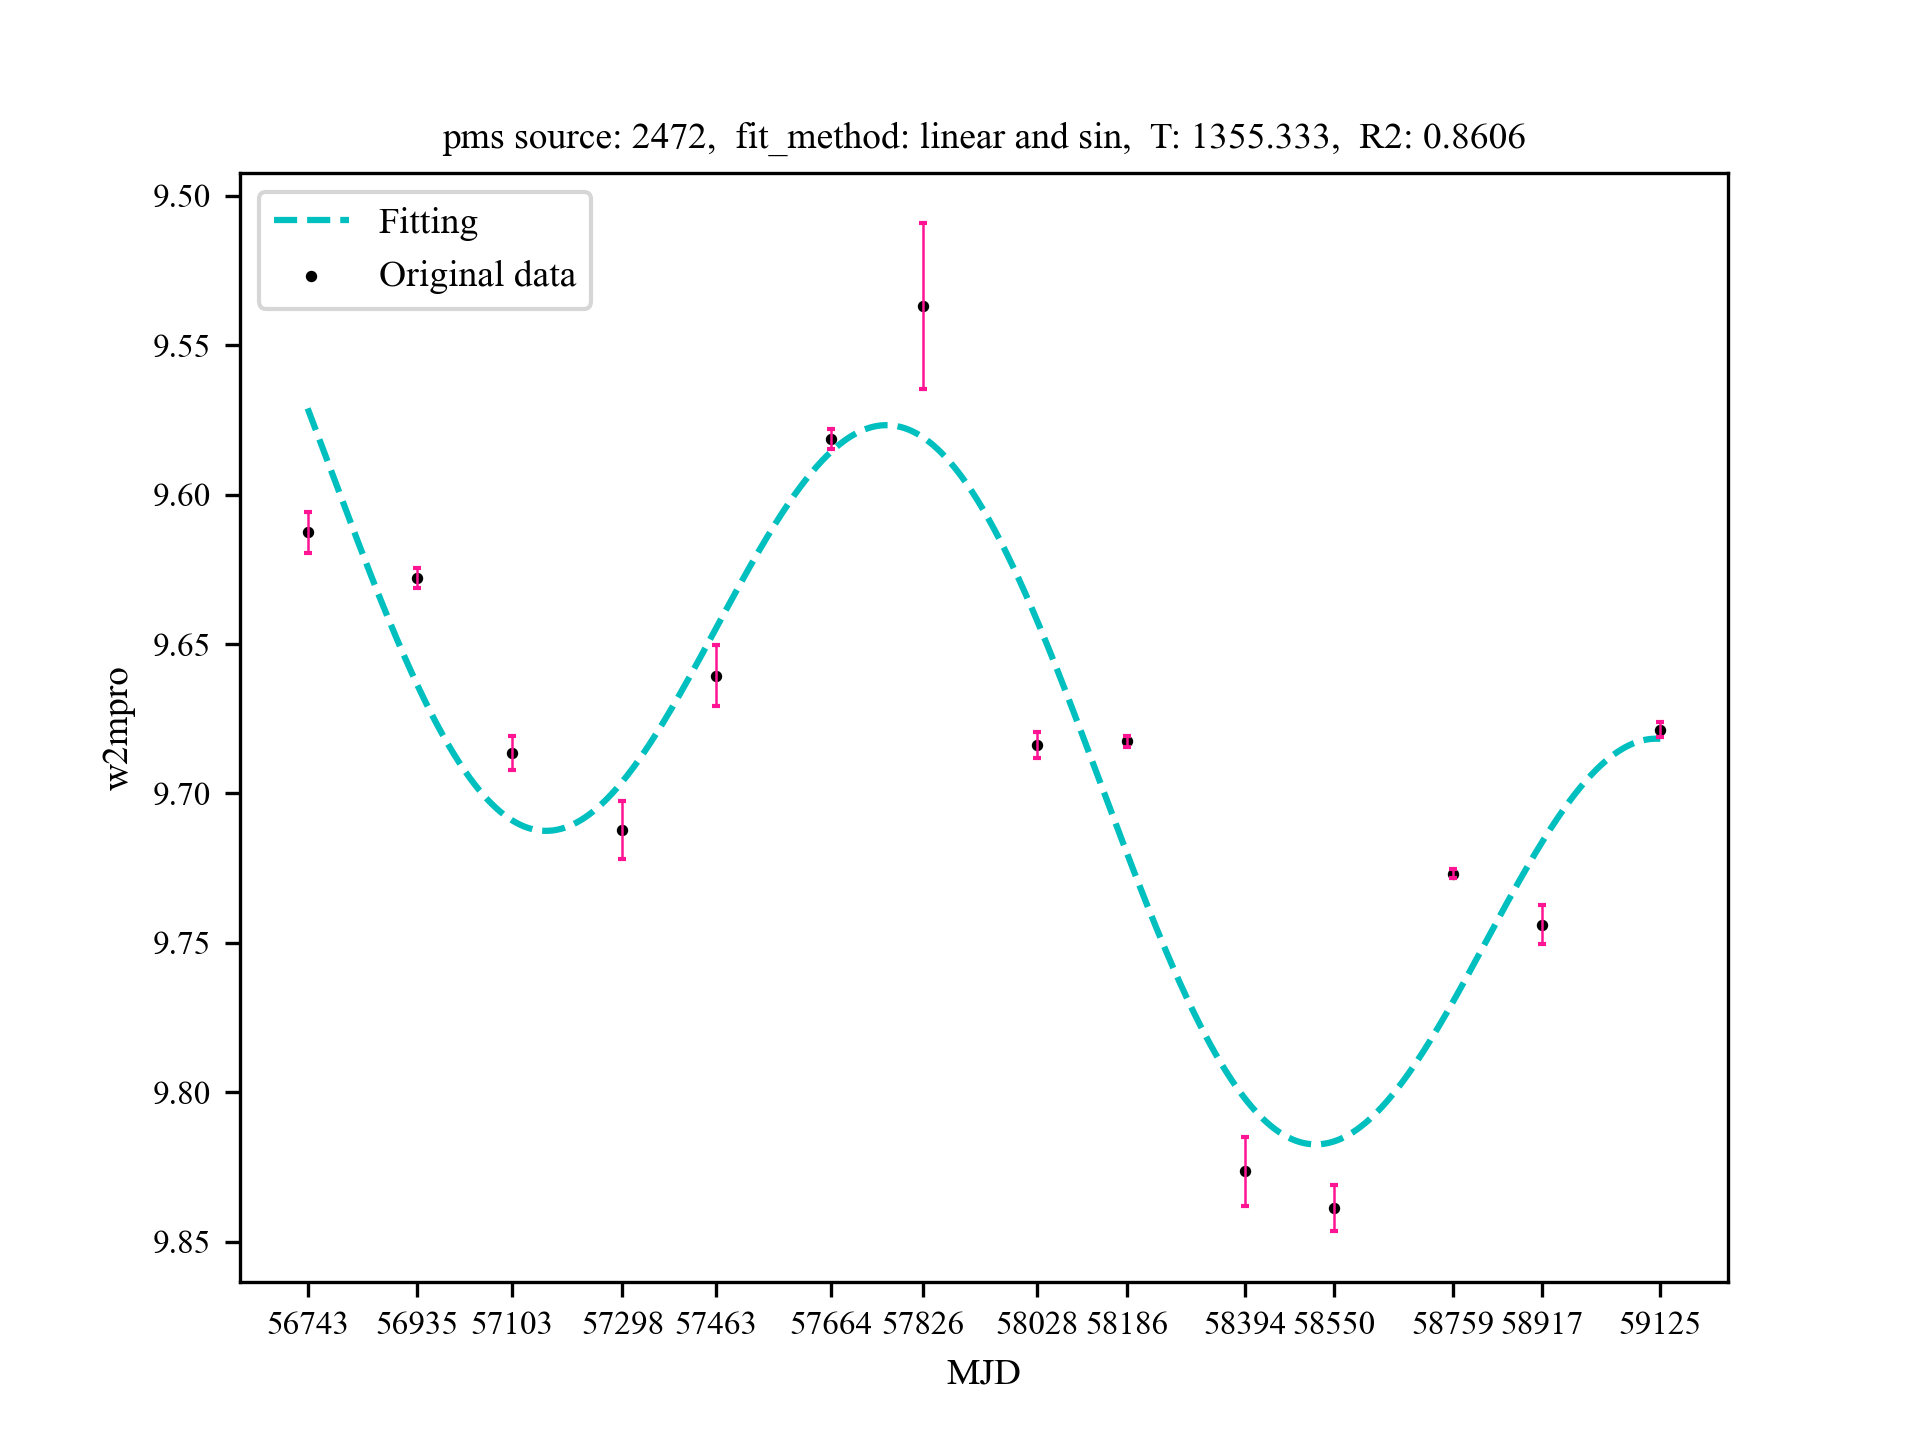 pms source: 2472,  fit_method: linear and sin,  T: 1355.333,  R2: 0.8606
Fitting
Original data
9.50
9.55
9.60
9.65
9.70
9.75
9.80
9.85
w2mpro
56743 56935 57103 57298 57463 57664 57826 58028 58186 58394 58550 58759 58917 59125
MJD